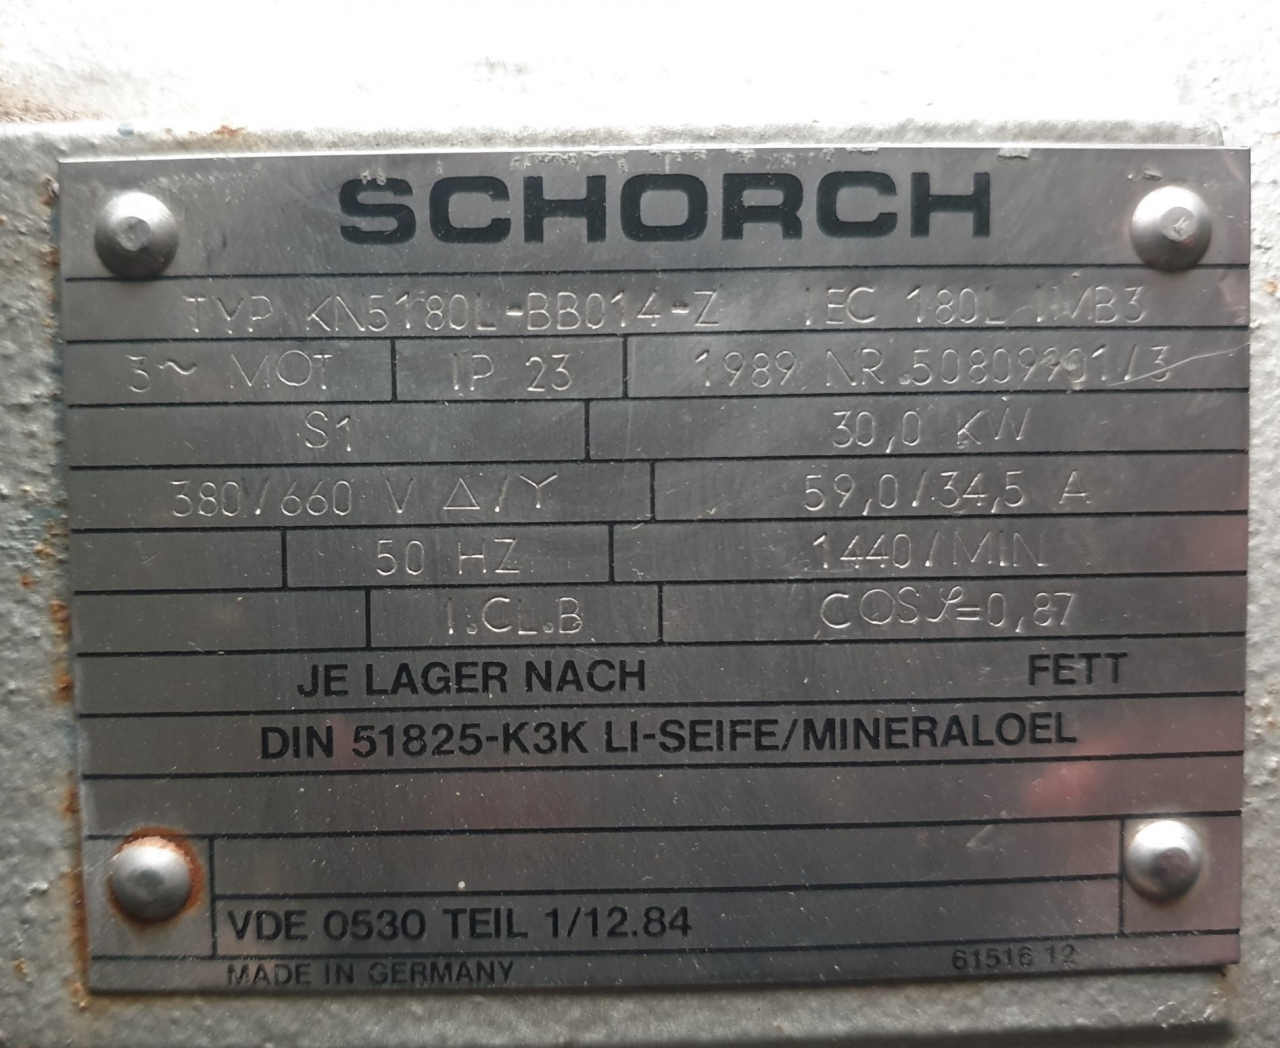 SCHORCH
TYP KN5180L-BB014-Z IEC 180L IMB3
3~ MOT IP 23 1989 NR.50809901/3
S1 30,0 KW
380/660 V Δ/Y 59,0/34,5 A
50 HZ 1440/MIN
I.CL.B COSφ=0,87
JE LAGER NACH FETT
DIN 51825-K3K LI-SEIFE/MINERALOEL
VDE 0530 TEIL 1/12.84
MADE IN GERMANY 61516 12